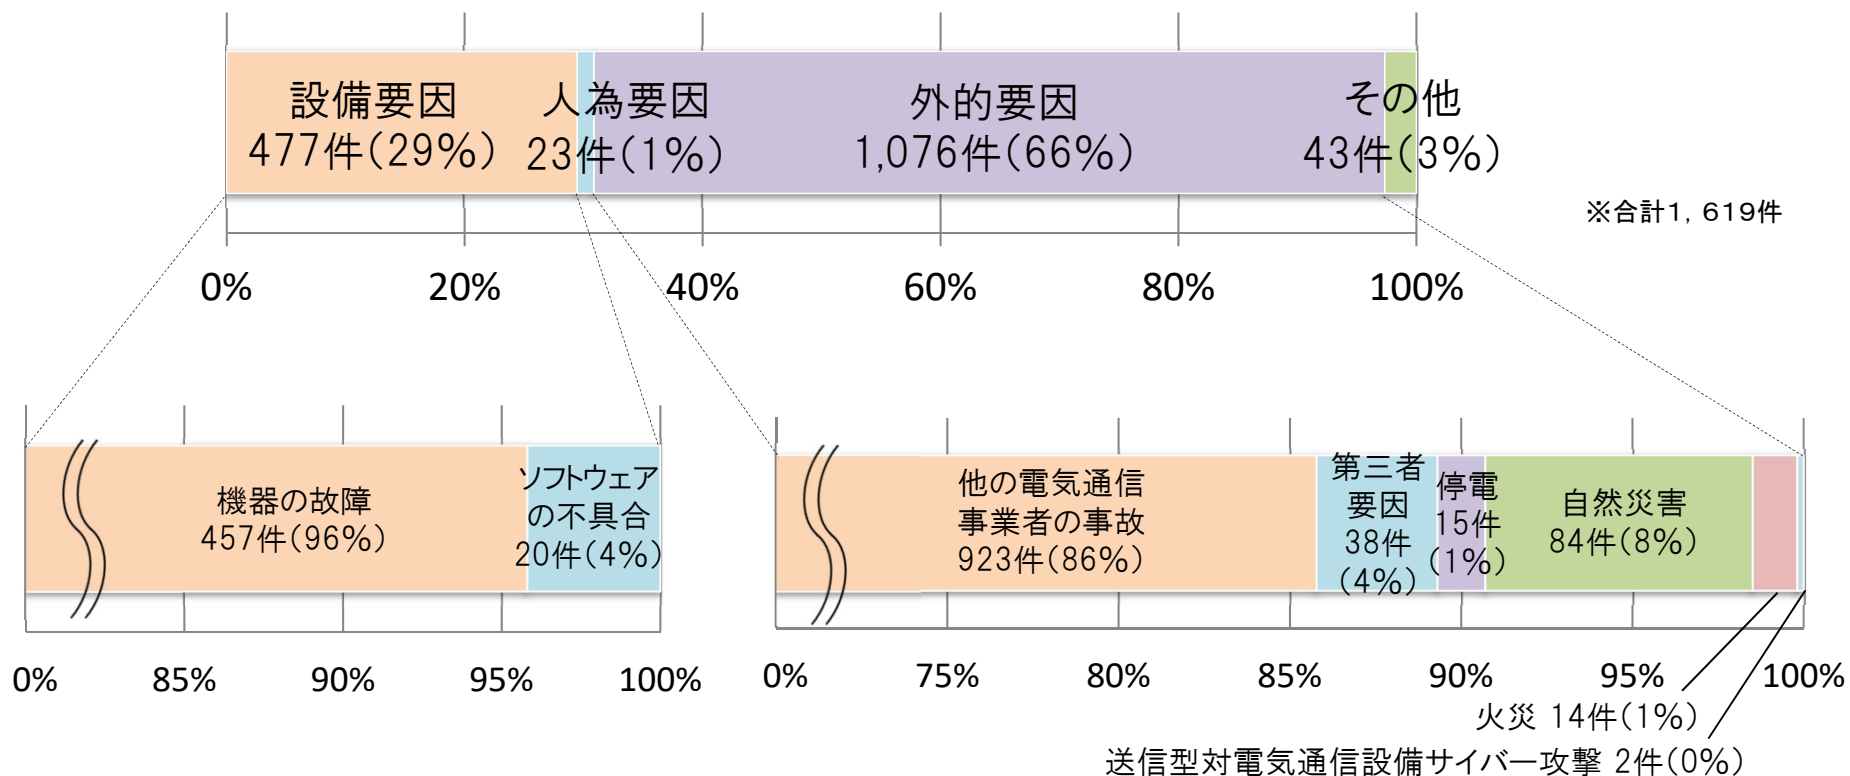 設備要因
477件(29%)
人為要因
23件(1%)
外的要因
1,076件(66%)
その他
43件(3%)
※合計1，619件
0%
20%
40%
60%
80%
100%
機器の故障
457件(96%)
ソフトウェア
の不具合
20件(4%)
0%
85%
90%
95%
100%
他の電気通信
事業者の事故
923件(86%)
第三者
要因
38件
(4%)
停電
15件
(1%)
自然災害
84件(8%)
0%
75%
80%
85%
90%
95%
100%
火災 14件(1%)
送信型対電気通信設備サイバー攻撃 2件(0%)